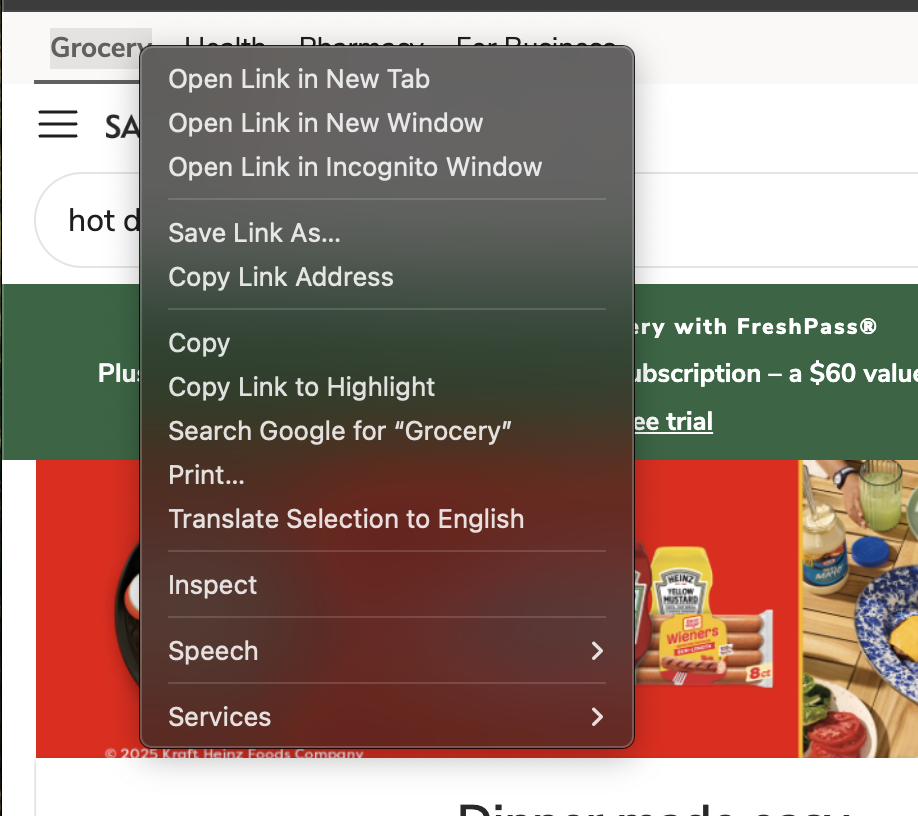 Grocery Health Pharmacy For Business
Open Link in New Tab
Open Link in New Window
Open Link in Incognito Window
SA
hot d
Save Link As...
Copy Link Address
Copy
Copy Link to Highlight
Search Google for “Grocery”
Print...
Translate Selection to English
Inspect
Speech
Services
ery with FreshPass®
Plus
ubscription – a $60 value
ee trial
HEINZ
YELLOW
MUSTARD
Wieners
8ct
MAYO
© 2025 Kraft Heinz Foods Company
Dinner made easy